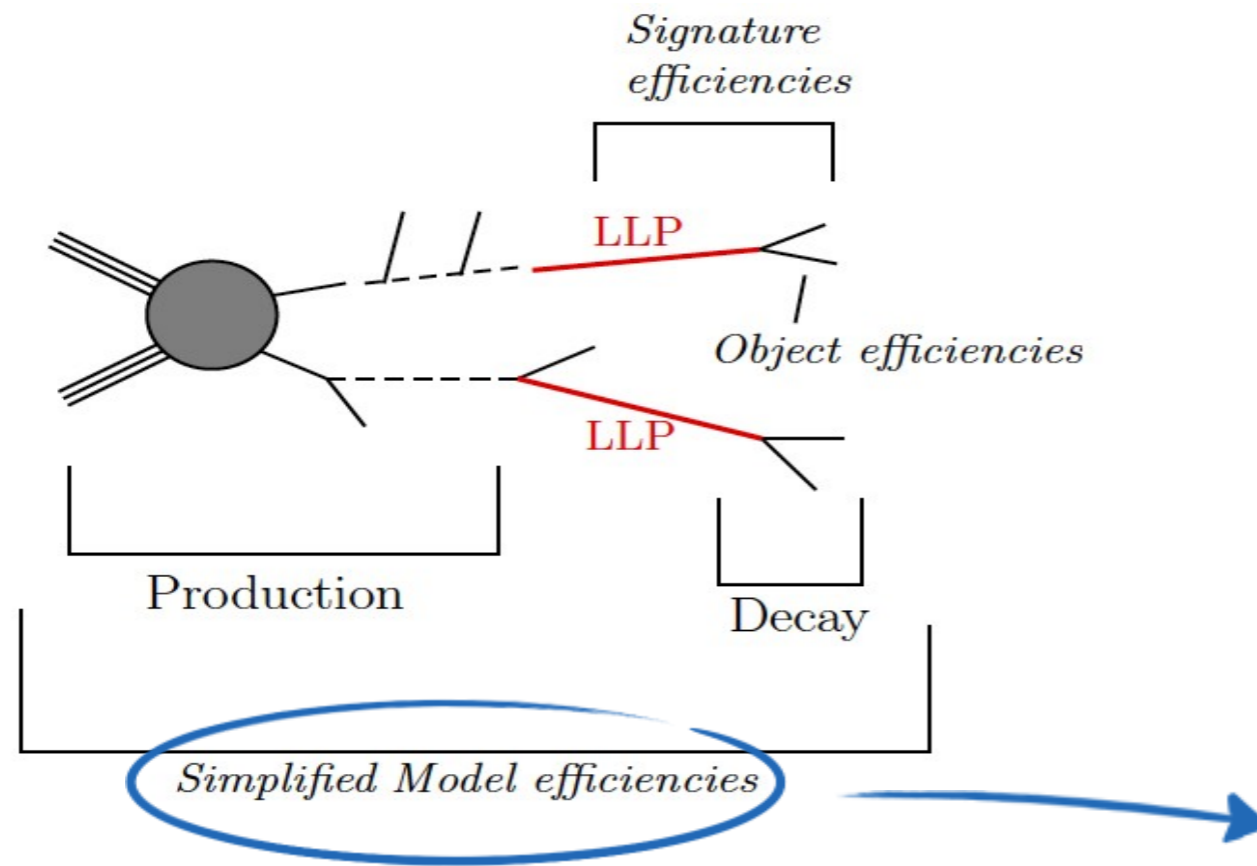 Signature
efficiencies
LLP
Object efficiencies
LLP
Production
Decay
Simplified Model efficiencies